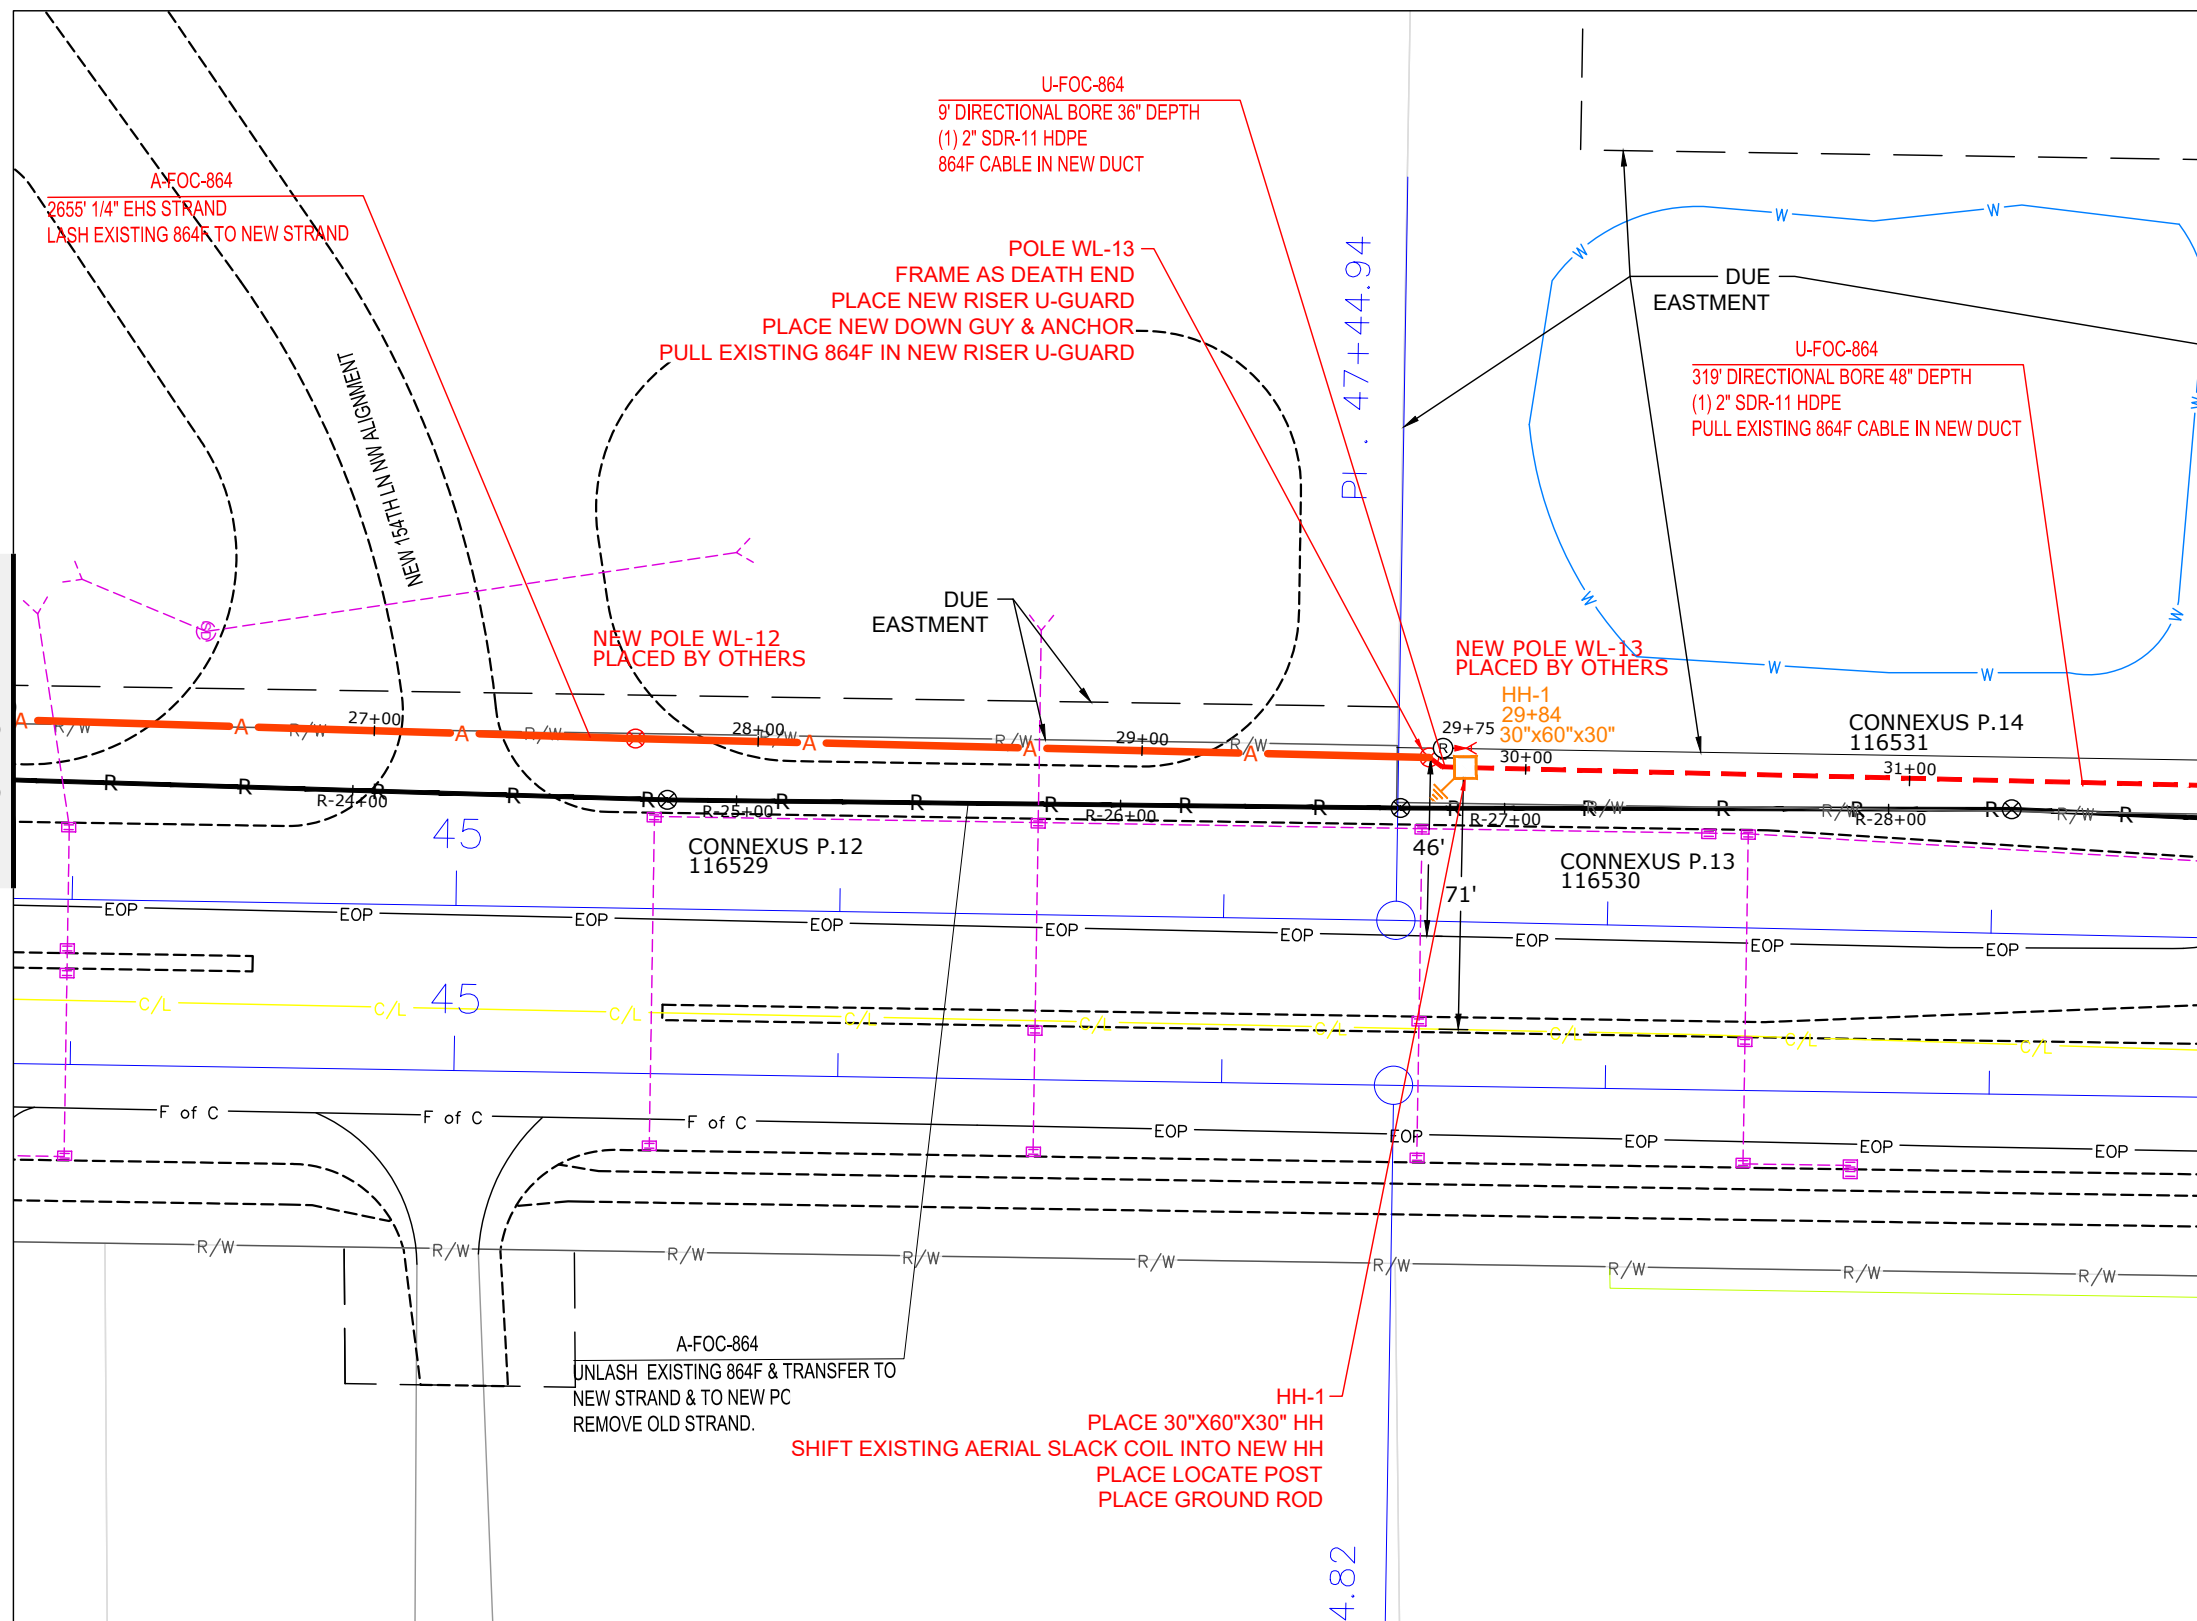 U-FOC-864
9' DIRECTIONAL BORE 36" DEPTH
(1) 2" SDR-11 HDPE
864F CABLE IN NEW DUCT
A-FOC-864
2655' 1/4" EHS STRAND
LASH EXISTING 864F TO NEW STRAND
POLE WL-13
FRAME AS DEATH END
PLACE NEW RISER U-GUARD
PLACE NEW DOWN GUY & ANCHOR
PULL EXISTING 864F IN NEW RISER U-GUARD
PI . 47+44.94
W
W
W
W
W
W
W
W
DUE
EASTMENT
U-FOC-864
319' DIRECTIONAL BORE 48" DEPTH
(1) 2" SDR-11 HDPE
PULL EXISTING 864F CABLE IN NEW DUCT
NEW 154TH LN NW ALIGNMENT
DS
DUE
EASTMENT
NEW POLE WL-12
PLACED BY OTHERS
NEW POLE WL-13
PLACED BY OTHERS
HH-1
29+84
30"x60"x30"
CONNEXUS P.14
116531
A R/W A R/W 27+00 A R/W 28+00 R/W A R/W A 29+00 R/W A
29+75
R
30+00
31+00
R R R R R R R R R R R R R R R R
R-24+00 R-25+00 R-26+00 R-27+00 R/W R/W R-28+00 R/W
45
CONNEXUS P.12
116529
46'
CONNEXUS P.13
116530
71'
EOP EOP EOP EOP EOP EOP EOP EOP EOP
45
C/L C/L C/L C/L C/L C/L C/L C/L C/L
F of C F of C F of C EOP EOP EOP EOP EOP
R/W R/W R/W R/W R/W R/W R/W R/W R/W
A-FOC-864
UNLASH EXISTING 864F & TRANSFER TO
NEW STRAND & TO NEW PC
REMOVE OLD STRAND.
HH-1
PLACE 30"X60"X30" HH
SHIFT EXISTING AERIAL SLACK COIL INTO NEW HH
PLACE LOCATE POST
PLACE GROUND ROD
4.82